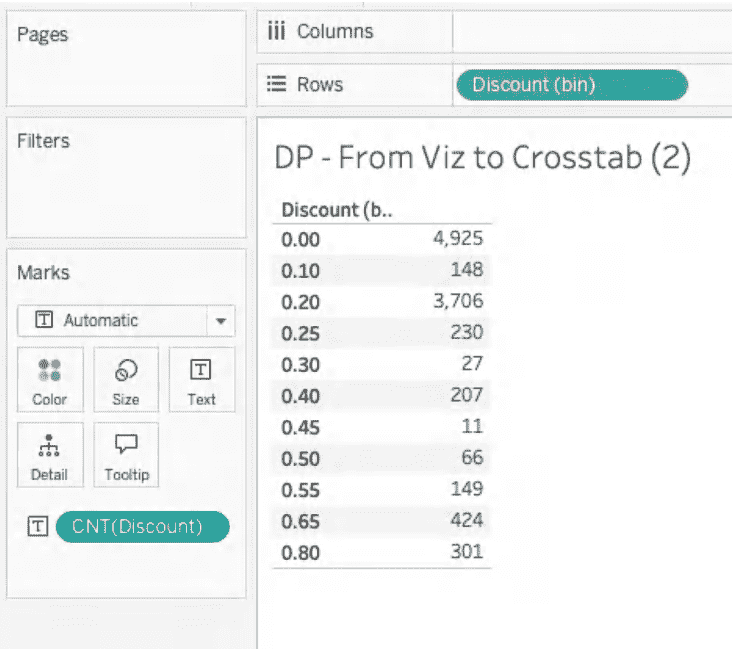 Pages
Columns
Rows
Discount (bin)
Filters
DP - From Viz to Crosstab (2)
Discount (b..
0.00 4,925
0.10 148
0.20 3,706
0.25 230
0.30 27
0.40 207
0.45 11
0.50 66
0.55 149
0.65 424
0.80 301
Marks
T Automatic
Color Size T Text
Detail Tooltip
T CNT(Discount)